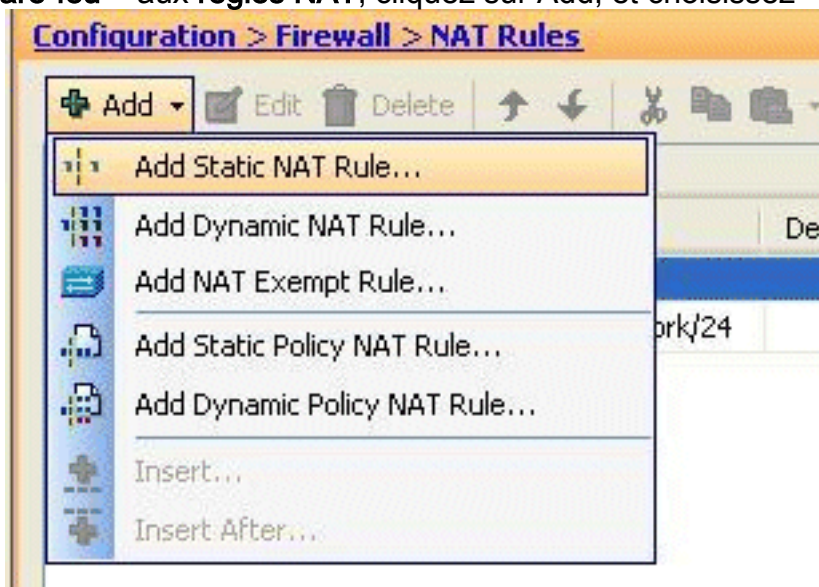 aux règles NAT, cliquez sur Add, et choisissez
Configuration > Firewall > NAT Rules
Add Edit Delete
Add Static NAT Rule...
Add Dynamic NAT Rule...
De
Add NAT Exempt Rule...
ork/24
Add Static Policy NAT Rule...
Add Dynamic Policy NAT Rule...
Insert...
Insert After...